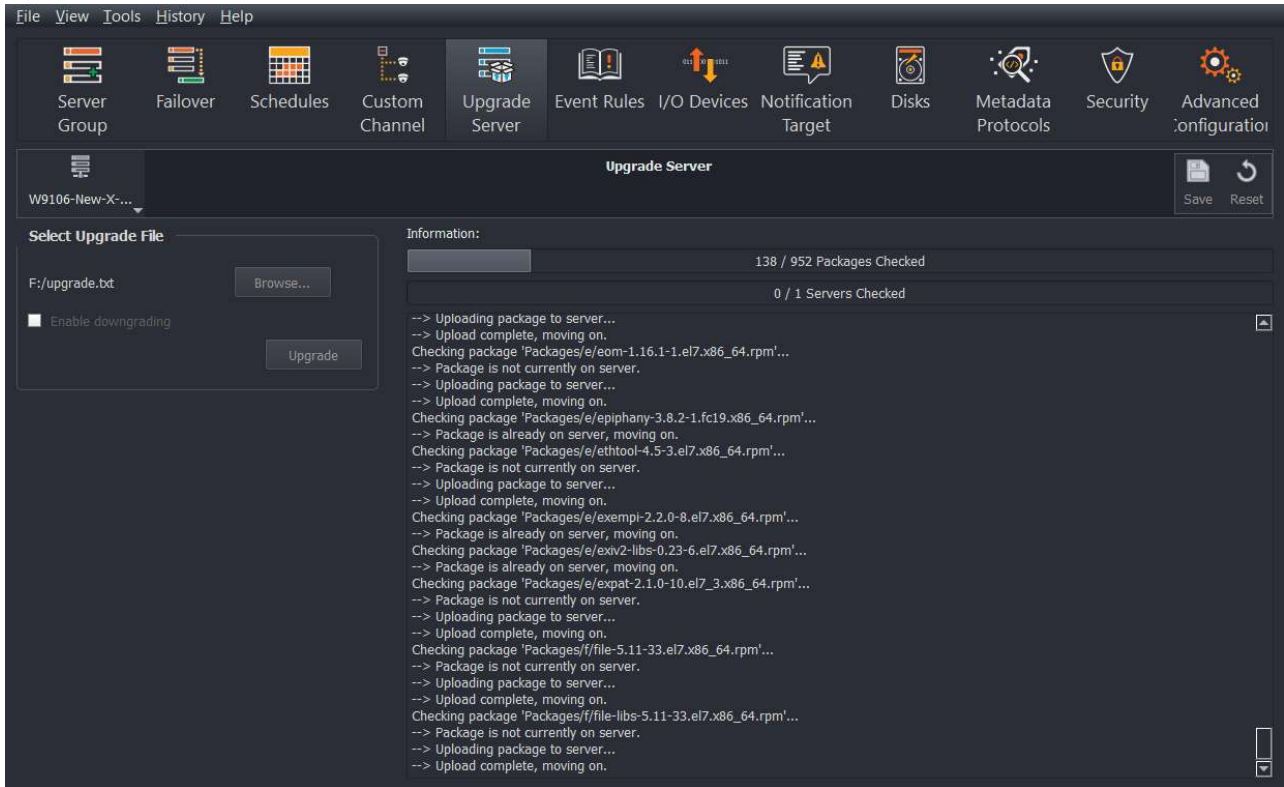 File View Tools History Help
Server Group
Failover
Schedules
Custom Channel
Upgrade Server
Event Rules
I/O Devices
Notification Target
Disks
Metadata Protocols
Security
Advanced Configuration
W9106-New-X-...
Upgrade Server
Save Reset
Select Upgrade File
F:/upgrade.txt
Browse...
Enable downgrading
Upgrade
Information:
138 / 952 Packages Checked
0 / 1 Servers Checked
--> Uploading package to server...
--> Upload complete, moving on.
Checking package 'Packages/e/eom-1.16.1-1.el7.x86_64.rpm'...
--> Package is not currently on server.
--> Uploading package to server...
--> Upload complete, moving on.
Checking package 'Packages/e/epiphany-3.8.2-1.fc19.x86_64.rpm'...
--> Package is already on server, moving on.
Checking package 'Packages/e/ethtool-4.5-3.el7.x86_64.rpm'...
--> Package is not currently on server.
--> Uploading package to server...
--> Upload complete, moving on.
Checking package 'Packages/e/exempi-2.2.0-8.el7.x86_64.rpm'...
--> Package is already on server, moving on.
Checking package 'Packages/e/exiv2-libs-0.23-6.el7.x86_64.rpm'...
--> Package is already on server, moving on.
Checking package 'Packages/e/expat-2.1.0-10.el7_3.x86_64.rpm'...
--> Package is not currently on server.
--> Uploading package to server...
--> Upload complete, moving on.
Checking package 'Packages/f/file-5.11-33.el7.x86_64.rpm'...
--> Package is not currently on server.
--> Uploading package to server...
--> Upload complete, moving on.
Checking package 'Packages/f/file-libs-5.11-33.el7.x86_64.rpm'...
--> Package is not currently on server.
--> Uploading package to server...
--> Upload complete, moving on.